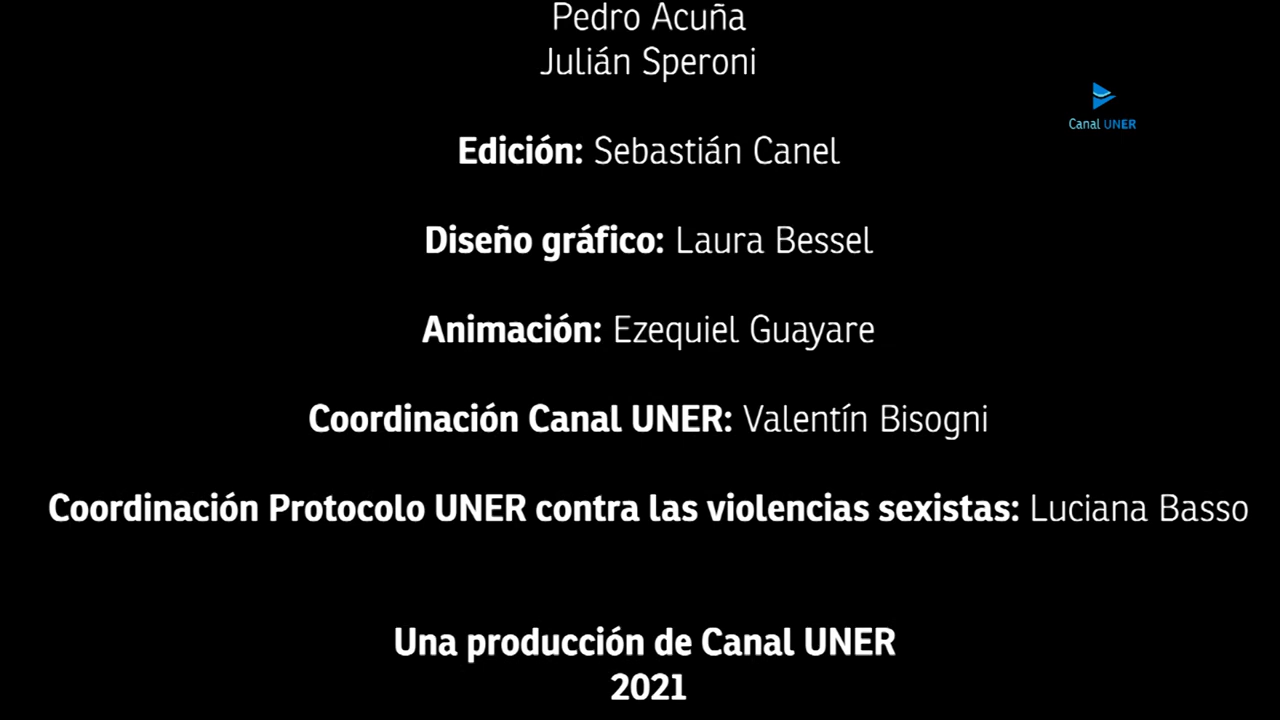 Pedro Acuña
Julián Speroni
Canal UNER
Edición: Sebastián Canel
Diseño gráfico: Laura Bessel
Animación: Ezequiel Guayare
Coordinación Canal UNER: Valentín Bisogni
Coordinación Protocolo UNER contra las violencias sexistas: Luciana Basso
Una producción de Canal UNER
2021